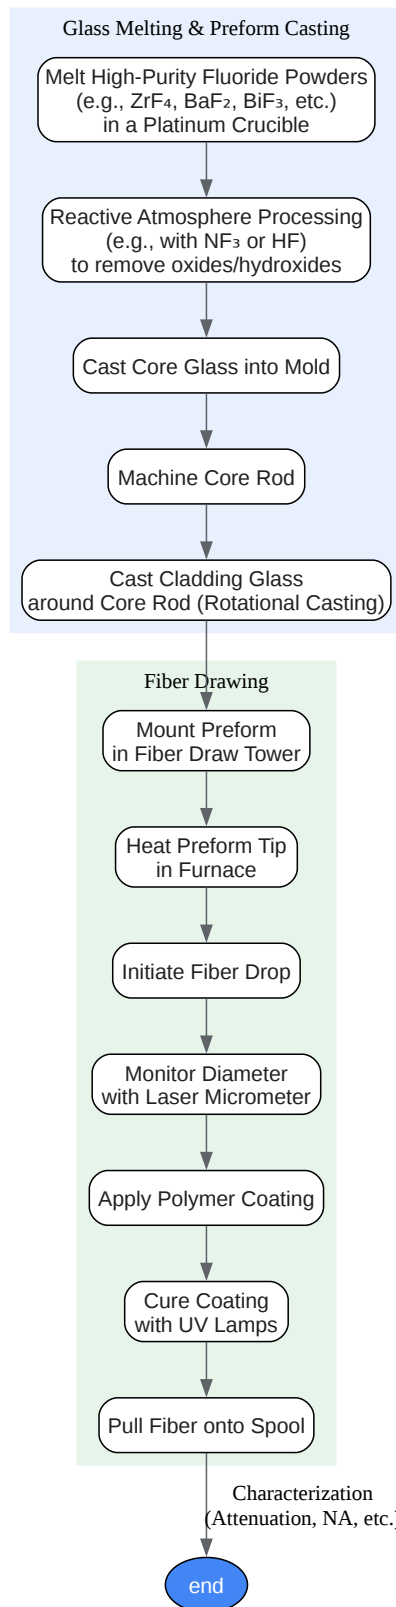 Glass Melting & Preform Casting
Melt High-Purity Fluoride Powders
(e.g., ZrF₄, BaF₂, BiF₃, etc.)
in a Platinum Crucible
Reactive Atmosphere Processing
(e.g., with NF₃ or HF)
to remove oxides/hydroxides
Cast Core Glass into Mold
Machine Core Rod
Cast Cladding Glass
around Core Rod (Rotational Casting)
Fiber Drawing
Mount Preform
in Fiber Draw Tower
Heat Preform Tip
in Furnace
Initiate Fiber Drop
Monitor Diameter
with Laser Micrometer
Apply Polymer Coating
Cure Coating
with UV Lamps
Pull Fiber onto Spool
Characterization
(Attenuation, NA, etc.)
end